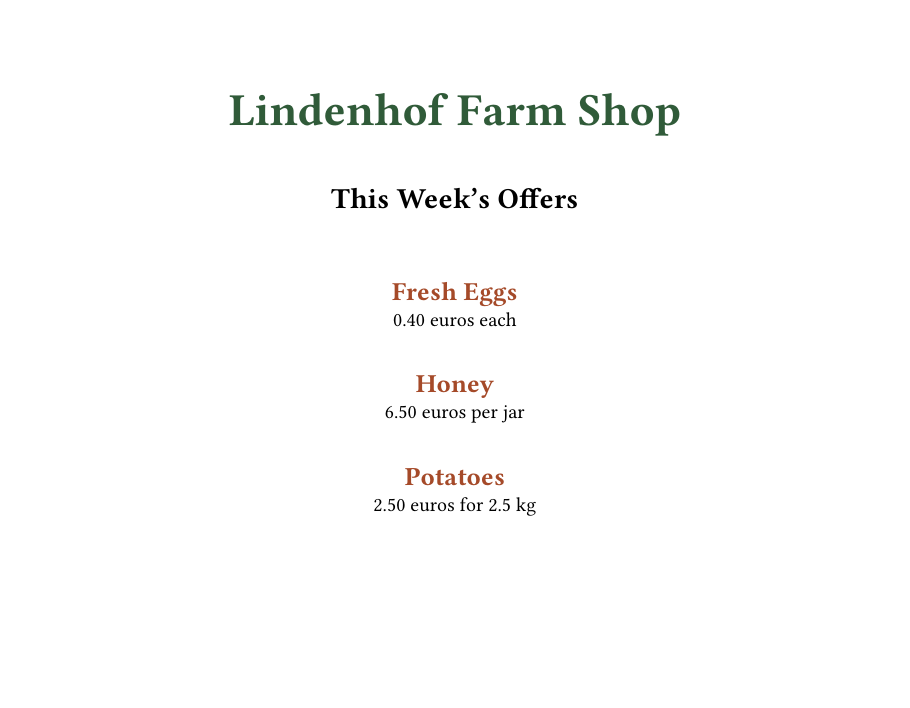 Lindenhof Farm Shop
This Week’s Offers
Fresh Eggs
0.40 euros each
Honey
6.50 euros per jar
Potatoes
2.50 euros for 2.5 kg